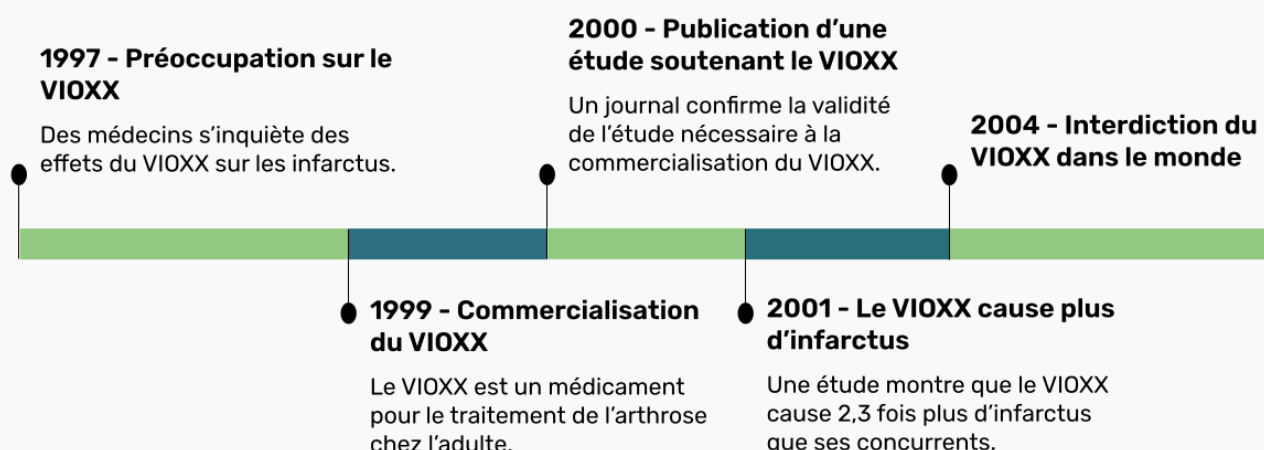 1997 - Préoccupation sur le
VIOXX
Des médecins s’inquiète des
effets du VIOXX sur les infarctus.
1999 - Commercialisation
du VIOXX
Le VIOXX est un médicament
pour le traitement de l’arthrose
chez l’adulte.
2000 - Publication d’une
étude soutenant le VIOXX
Un journal confirme la validité
de l’étude nécessaire à la
commercialisation du VIOXX.
2001 - Le VIOXX cause plus
d’infarctus
Une étude montre que le VIOXX
cause 2,3 fois plus d’infarctus
que ses concurrents.
2004 - Interdiction du
VIOXX dans le monde